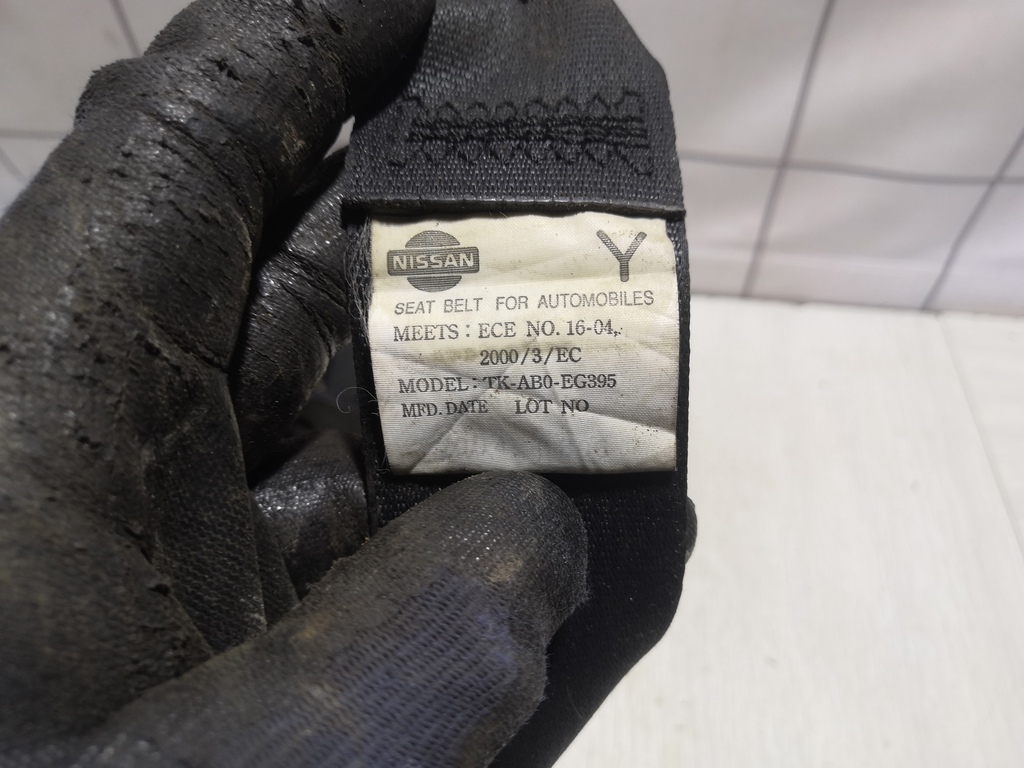 NISSAN
Y
SEAT BELT FOR AUTOMOBILES
MEETS : ECE NO. 16-04,
2000/3/EC
MODEL : TK-AB0-EG395
MFD. DATE LOT NO